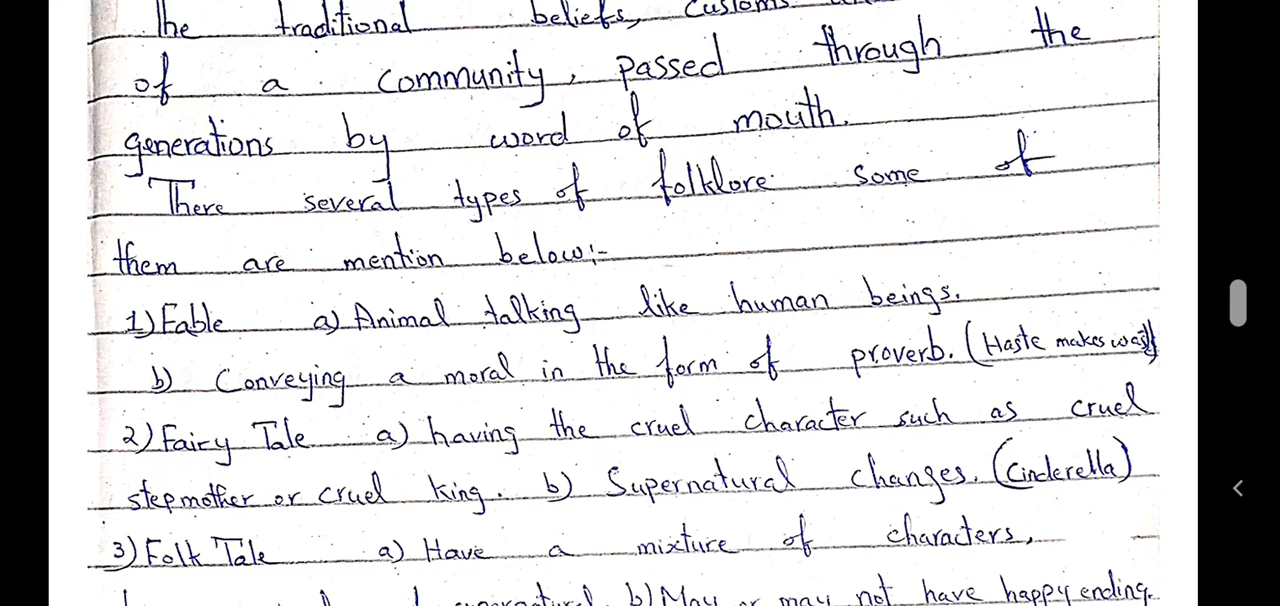 The traditional beliefs, customs
of a community, passed through the
generations by word of mouth.
There several types of folklore. Some of
them are mention below:-
1) Fable a) Animal talking like human beings.
b) Conveying a moral in the form of proverb. (Haste makes
2) Fairy Tale a) having the cruel character such as cruel
stepmother or cruel king. b) Supernatural changes. (Cinderella)
3) Folk Tale a) Have a mixture of characters,
b) May or may not have happy ending.